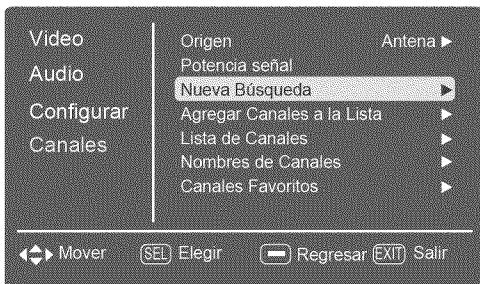 Video
Audio
Configurar
Canales
Origen Antena ▶
Potencia señal
Nueva Búsqueda ▶
Agregar Canales a la Lista ▶
Lista de Canales ▶
Nombres de Canales ▶
Canales Favoritos ▶
Mover SEL Elegir Regresar EXIT Salir